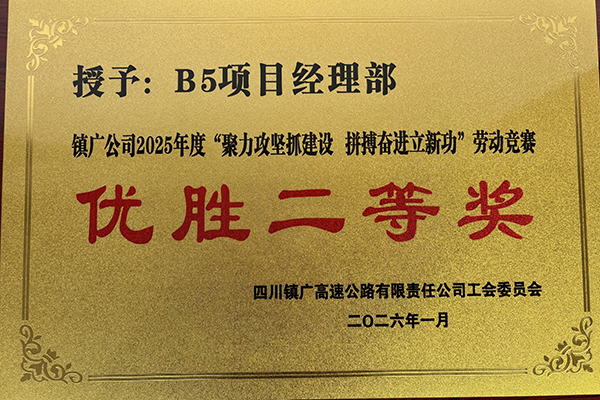 授予：B5项目经理部
镇广公司2025年度“聚力攻坚抓建设 拼搏奋进立新功”劳动竞赛
优胜二等奖
四川镇广高速公路有限责任公司工会委员会
二〇二六年一月